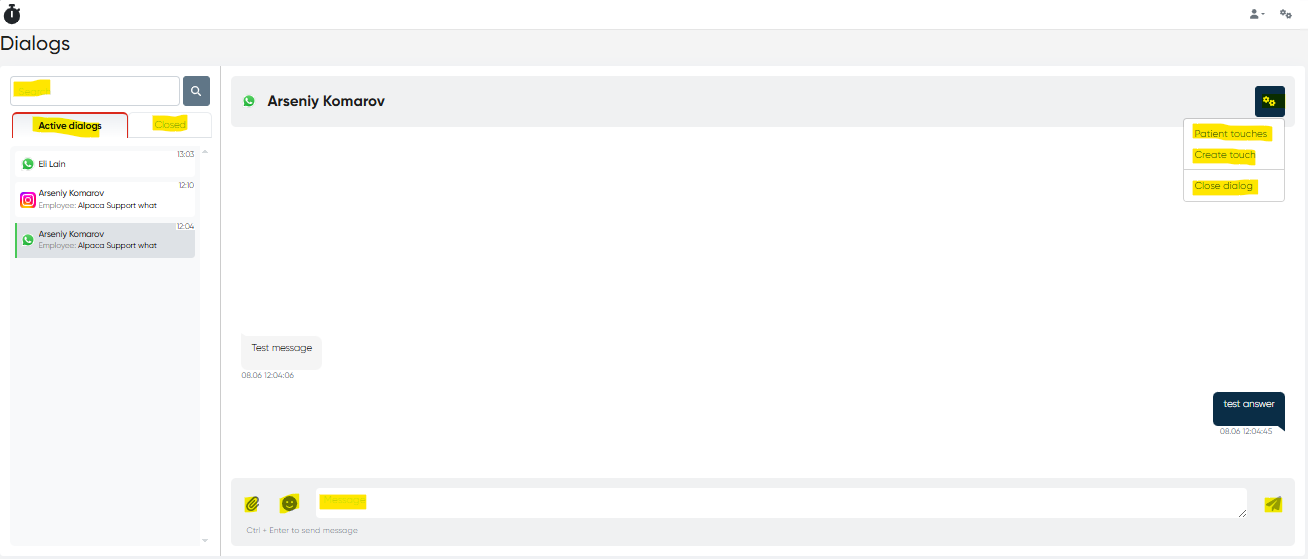 Dialogs
Search
Active dialogs
Closed
13:03
Eli Lain
12:10
Arseniy Komarov
Employee: Alpaca Support what
12:04
Arseniy Komarov
Employee: Alpaca Support what
Arseniy Komarov
Patient touches
Create touch
Close dialog
Test message
08.06 12:04:06
test answer
08.06 12:04:45
Message
Ctrl + Enter to send message